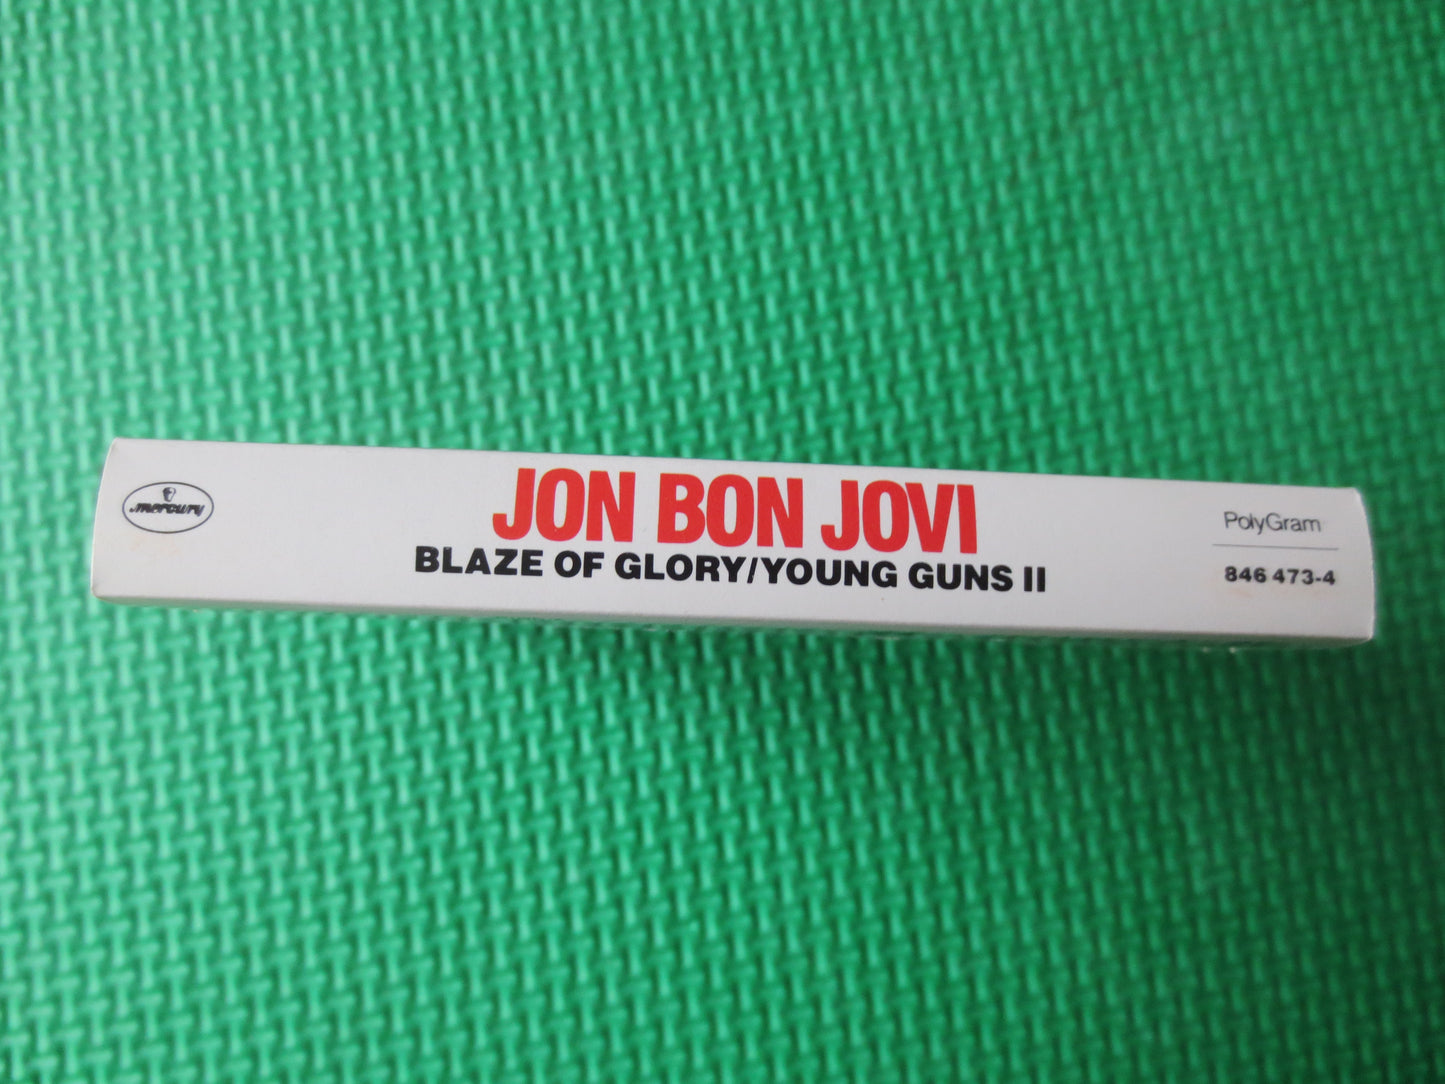 mercury
JON BON JOVI
BLAZE OF GLORY/YOUNG GUNS II
PolyGram
846 473-4